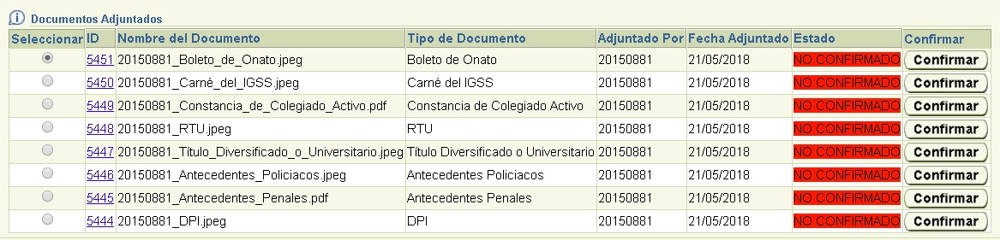 Documentos Adjuntados
Seleccionar ID Nombre del Documento Tipo de Documento Adjuntado Por Fecha Adjuntado Estado Confirmar
5451 20150881_Boleto_de_Onato.jpeg Boleto de Onato 20150881 21/05/2018 NO CONFIRMADO Confirmar
5450 20150881_Carné_del_IGSS.jpeg Carné del IGSS 20150881 21/05/2018 NO CONFIRMADO Confirmar
5449 20150881_Constancia_de_Colegiado_Activo.pdf Constancia de Colegiado Activo 20150881 21/05/2018 NO CONFIRMADO Confirmar
5448 20150881_RTU.jpeg RTU 20150881 21/05/2018 NO CONFIRMADO Confirmar
5447 20150881_Título_Diversificado_o_Universitario.jpeg Título Diversificado o Universitario 20150881 21/05/2018 NO CONFIRMADO Confirmar
5446 20150881_Antecedentes_Policiacos.jpeg Antecedentes Policiacos 20150881 21/05/2018 NO CONFIRMADO Confirmar
5445 20150881_Antecedentes_Penales.pdf Antecedentes Penales 20150881 21/05/2018 NO CONFIRMADO Confirmar
5444 20150881_DPI.jpeg DPI 20150881 21/05/2018 NO CONFIRMADO Confirmar